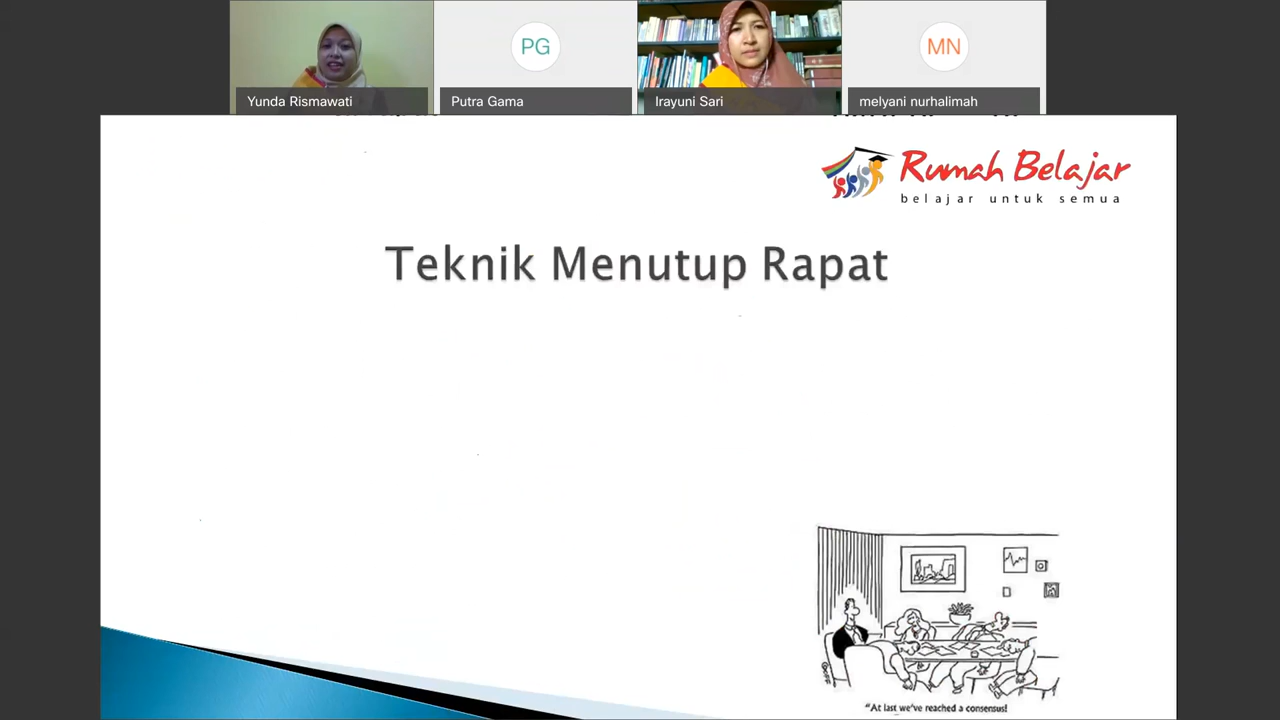 PG
MN
Yunda Rismawati
Putra Gama
Irayuni Sari
melyani nurhalimah
Rumah Belajar
belajar untuk semua
Teknik Menutup Rapat
"At last we've reached a consensus!